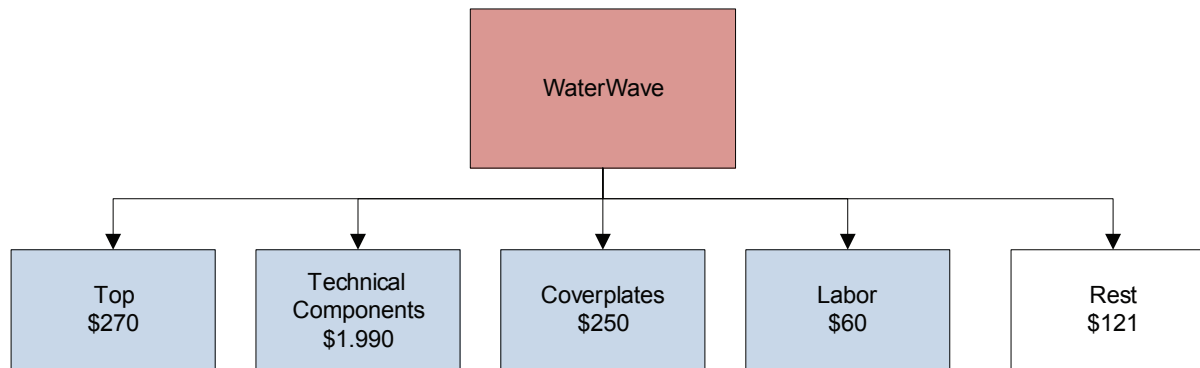 WaterWave
Top
$270
Technical
Components
$1.990
Coverplates
$250
Labor
$60
Rest
$121